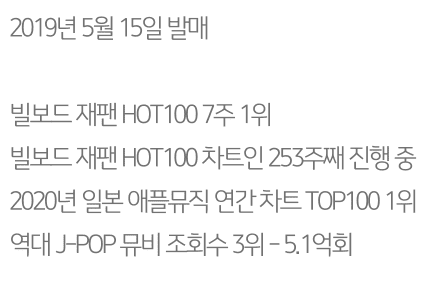 2019년 5월 15일 발매
빌보드 재팬 HOT100 7주 1위
빌보드 재팬 HOT100 차트인 253주째 진행 중
2020년 일본 애플뮤직 연간 차트 TOP100 1위
역대 J-POP 뮤비 조회수 3위 - 5.1억회